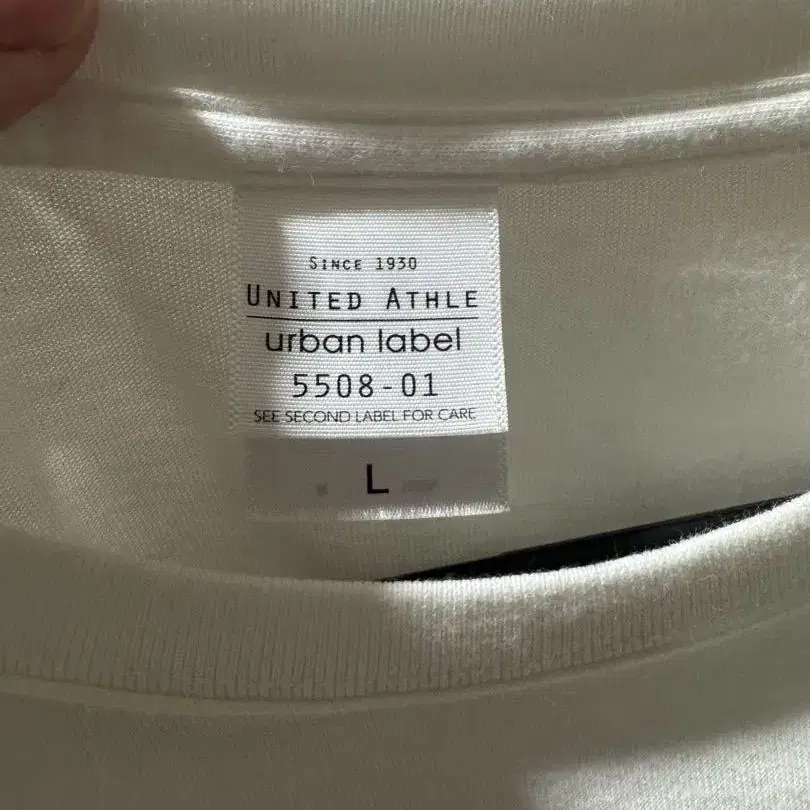 SINCE 1930
UNITED ATHLE
urban label
5508-01
SEE SECOND LABEL FOR CARE
L